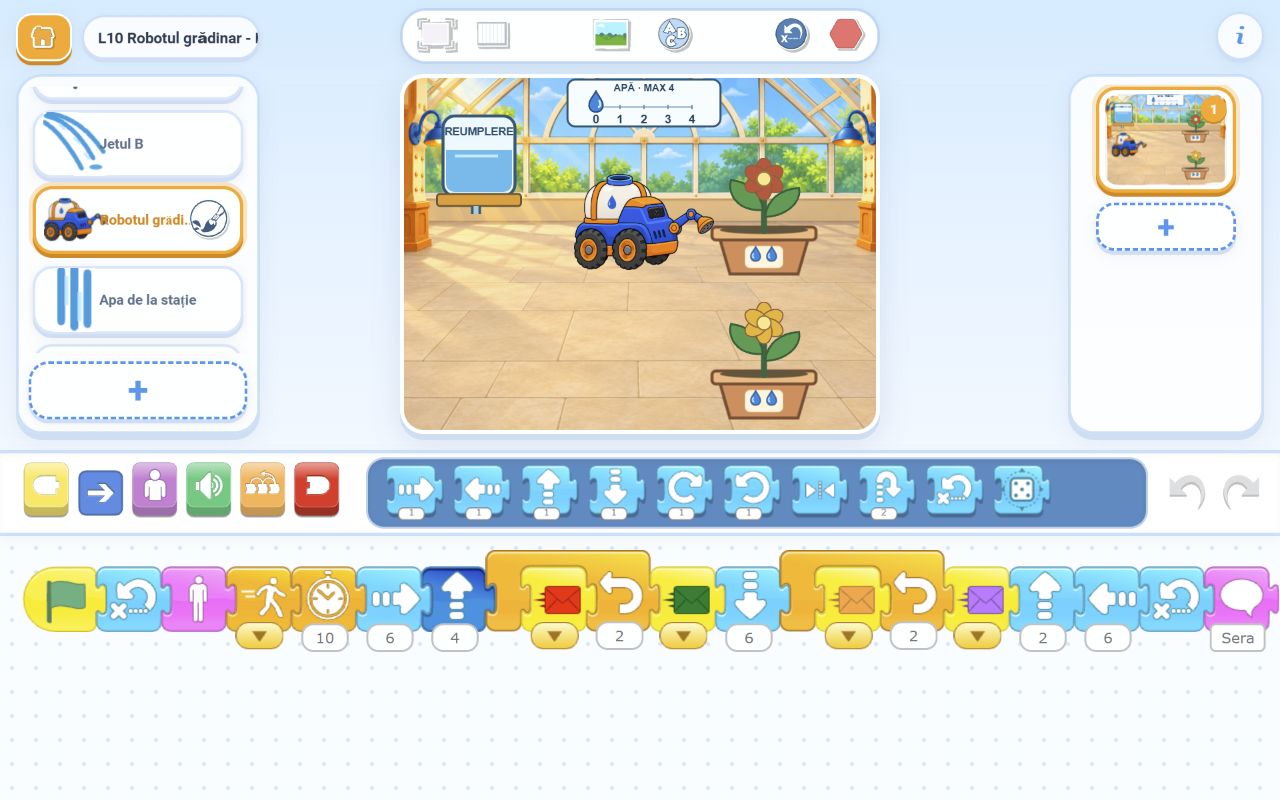 L10 Robotul grădinar -
i
Jetul B
Robotul grădi.
Apa de la stație
APĂ · MAX 4
0 1 2 3 4
REUMPLERE
1
A B C
1 1 1 1 1 1 2
10 6 4 2 6 2 2 6 Sera